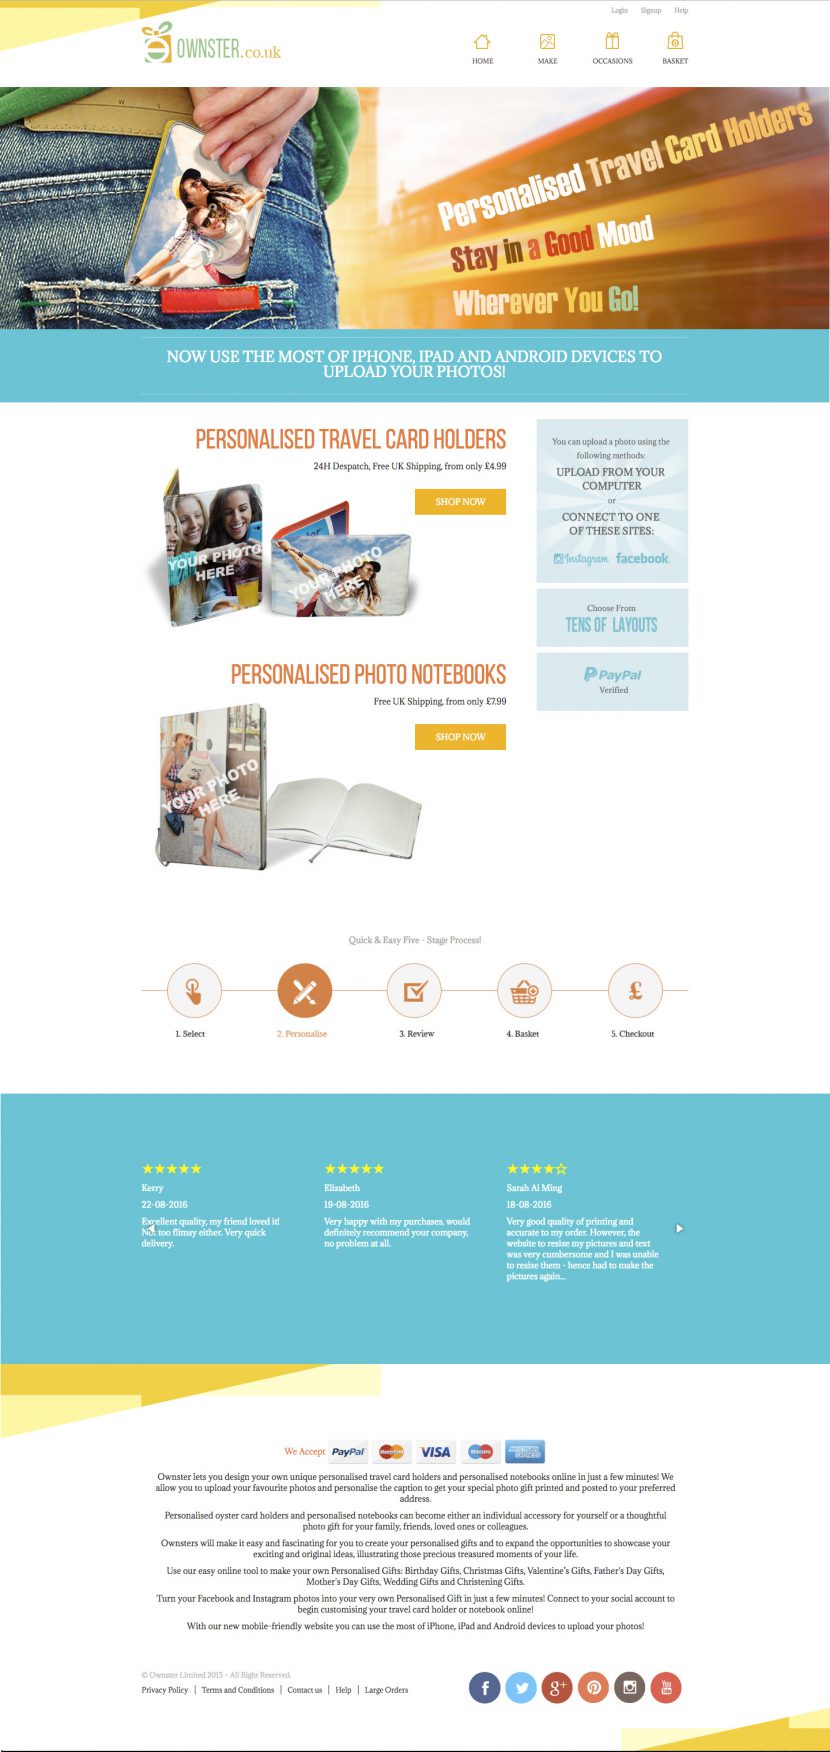 Login Signup Help
OWNSTER.co.uk
HOME MAKE OCCASIONS BASKET
Personalised Travel Card Holders
Stay in a Good Mood
Wherever You Go!
NOW USE THE MOST OF IPHONE, IPAD AND ANDROID DEVICES TO
UPLOAD YOUR PHOTOS!
PERSONALISED TRAVEL CARD HOLDERS
24H Despatch, Free UK Shipping, from only £4.99
SHOP NOW
YOUR PHOTO
HERE
YOUR PHOTO
HERE
PERSONALISED PHOTO NOTEBOOKS
Free UK Shipping, from only £7.99
SHOP NOW
YOUR PHOTO
HERE
You can upload a photo using the
following methods:
UPLOAD FROM YOUR
COMPUTER
or
CONNECT TO ONE
OF THESE SITES:
Instagram facebook
Choose From
TENS OF LAYOUTS
PayPal
Verified
Quick & Easy Five - Stage Process!
1. Select 2. Personalise 3. Review 4. Basket 5. Checkout
Kerry
22-08-2016
Excellent quality, my friend loved it!
Not too flimsy either. Very quick
delivery.
Elizabeth
19-08-2016
Very happy with my purchases, would
definitely recommend your company,
no problem at all.
Sarah Ai Ming
18-08-2016
Very good quality of printing and
accurate to my order. However, the
website to resize my pictures and text
was very cumbersome and I was unable
to resize them - hence had to make the
pictures again...
We Accept PayPal MasterCard VISA Maestro AMERICAN EXPRESS
Ownster lets you design your own unique personalised travel card holders and personalised notebooks online in just a few minutes! We
allow you to upload your favourite photos and personalise the caption to get your special photo gift printed and posted to your preferred
address.
Personalised oyster card holders and personalised notebooks can become either an individual accessory for yourself or a thoughtful
photo gift for your family, friends, loved ones or colleagues.
Ownsters will make it easy and fascinating for you to create your personalised gifts and to expand the opportunities to showcase your
exciting and original ideas, illustrating those precious treasured moments of your life.
Use our easy online tool to make your own Personalised Gifts: Birthday Gifts, Christmas Gifts, Valentine's Gifts, Father's Day Gifts,
Mother's Day Gifts, Wedding Gifts and Christening Gifts.
Turn your Facebook and Instagram photos into your very own Personalised Gift in just a few minutes! Connect to your social account to
begin customising your travel card holder or notebook online!
With our new mobile-friendly website you can use the most of iPhone, iPad and Android devices to upload your photos!
© Ownster Limited 2015 – All Right Reserved.
Privacy Policy | Terms and Conditions | Contact us | Help | Large Orders